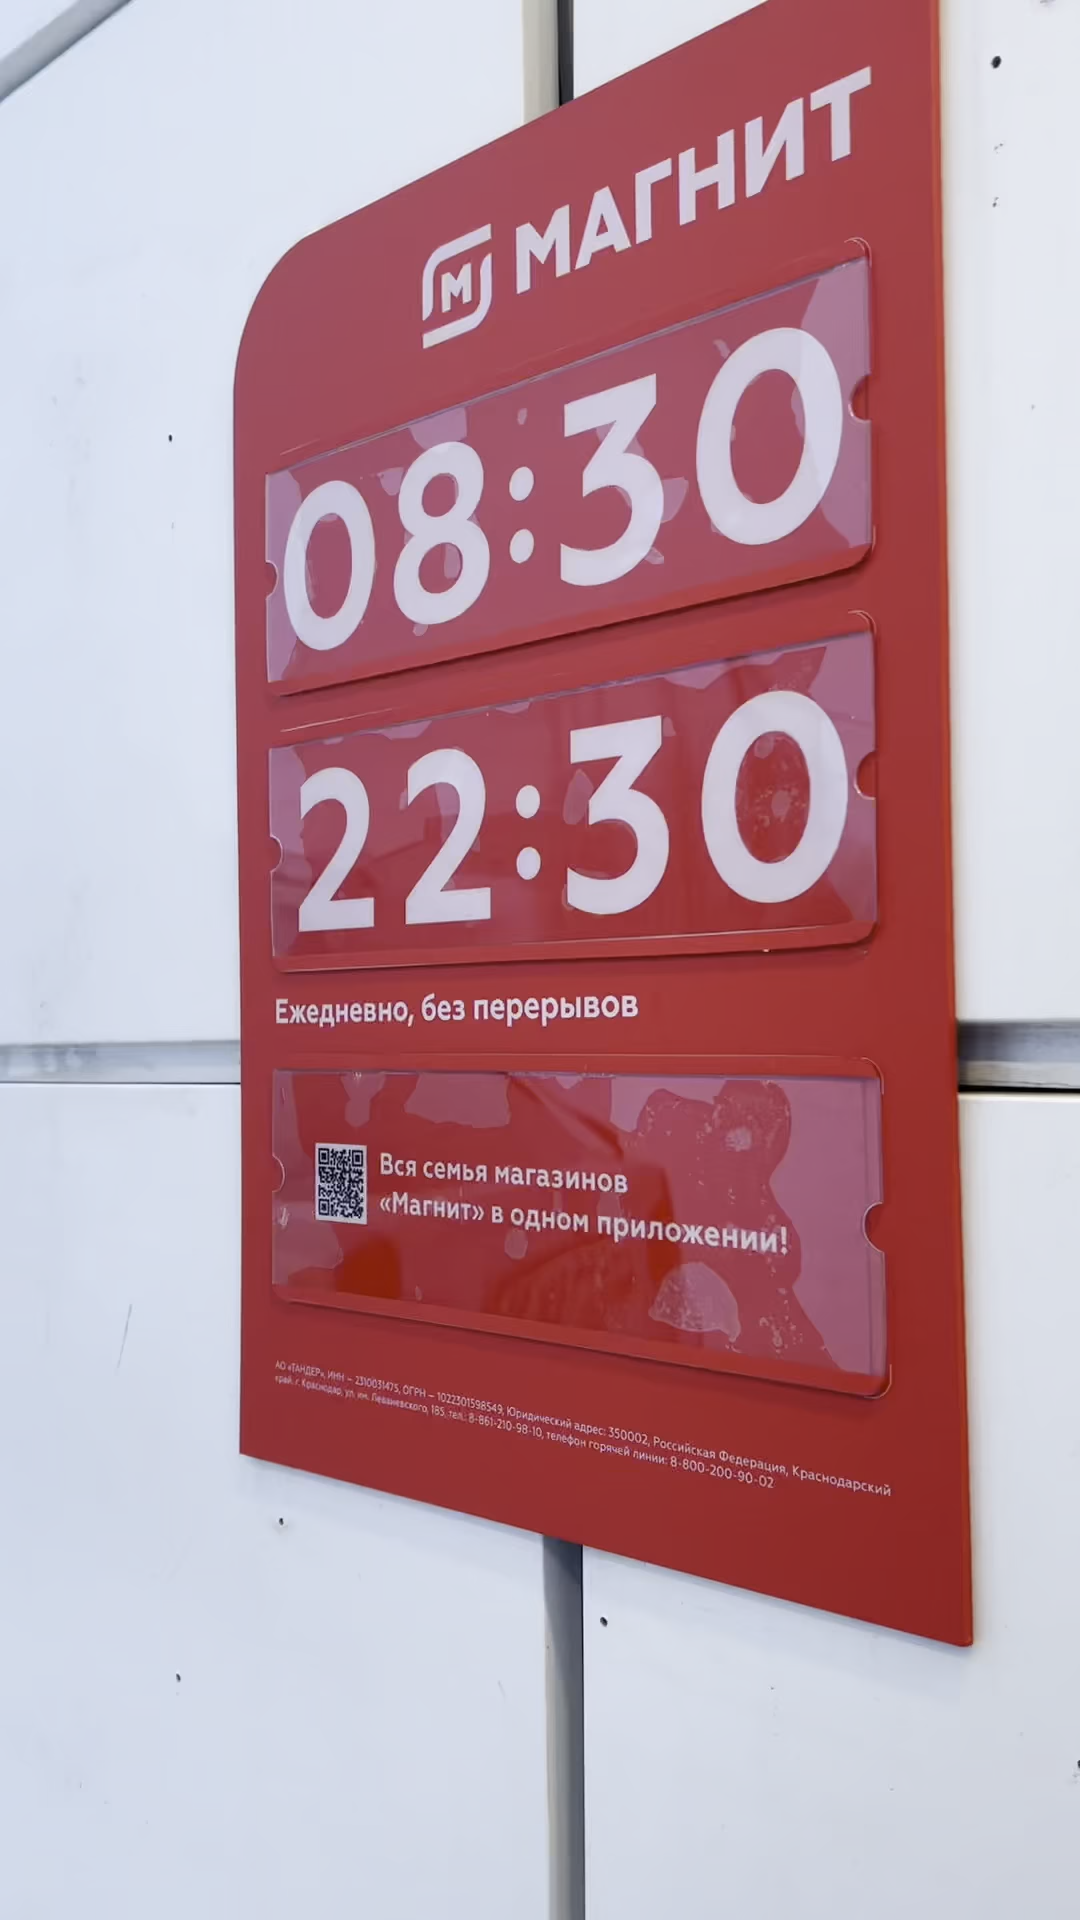 М МАГНИТ
08:30
22:30
Ежедневно, без перерывов
Вся семья магазинов
«Магнит» в одном приложении!
АО «ТАНДЕР», ИНН – 2310031475, ОГРН – 1022301598549, Юридический адрес: 350002, Российская Федерация, Краснодарский
край, г. Краснодар, ул. им. Леваневского, 185, тел.: 8-861-210-98-10, телефон горячей линии: 8-800-200-90-02